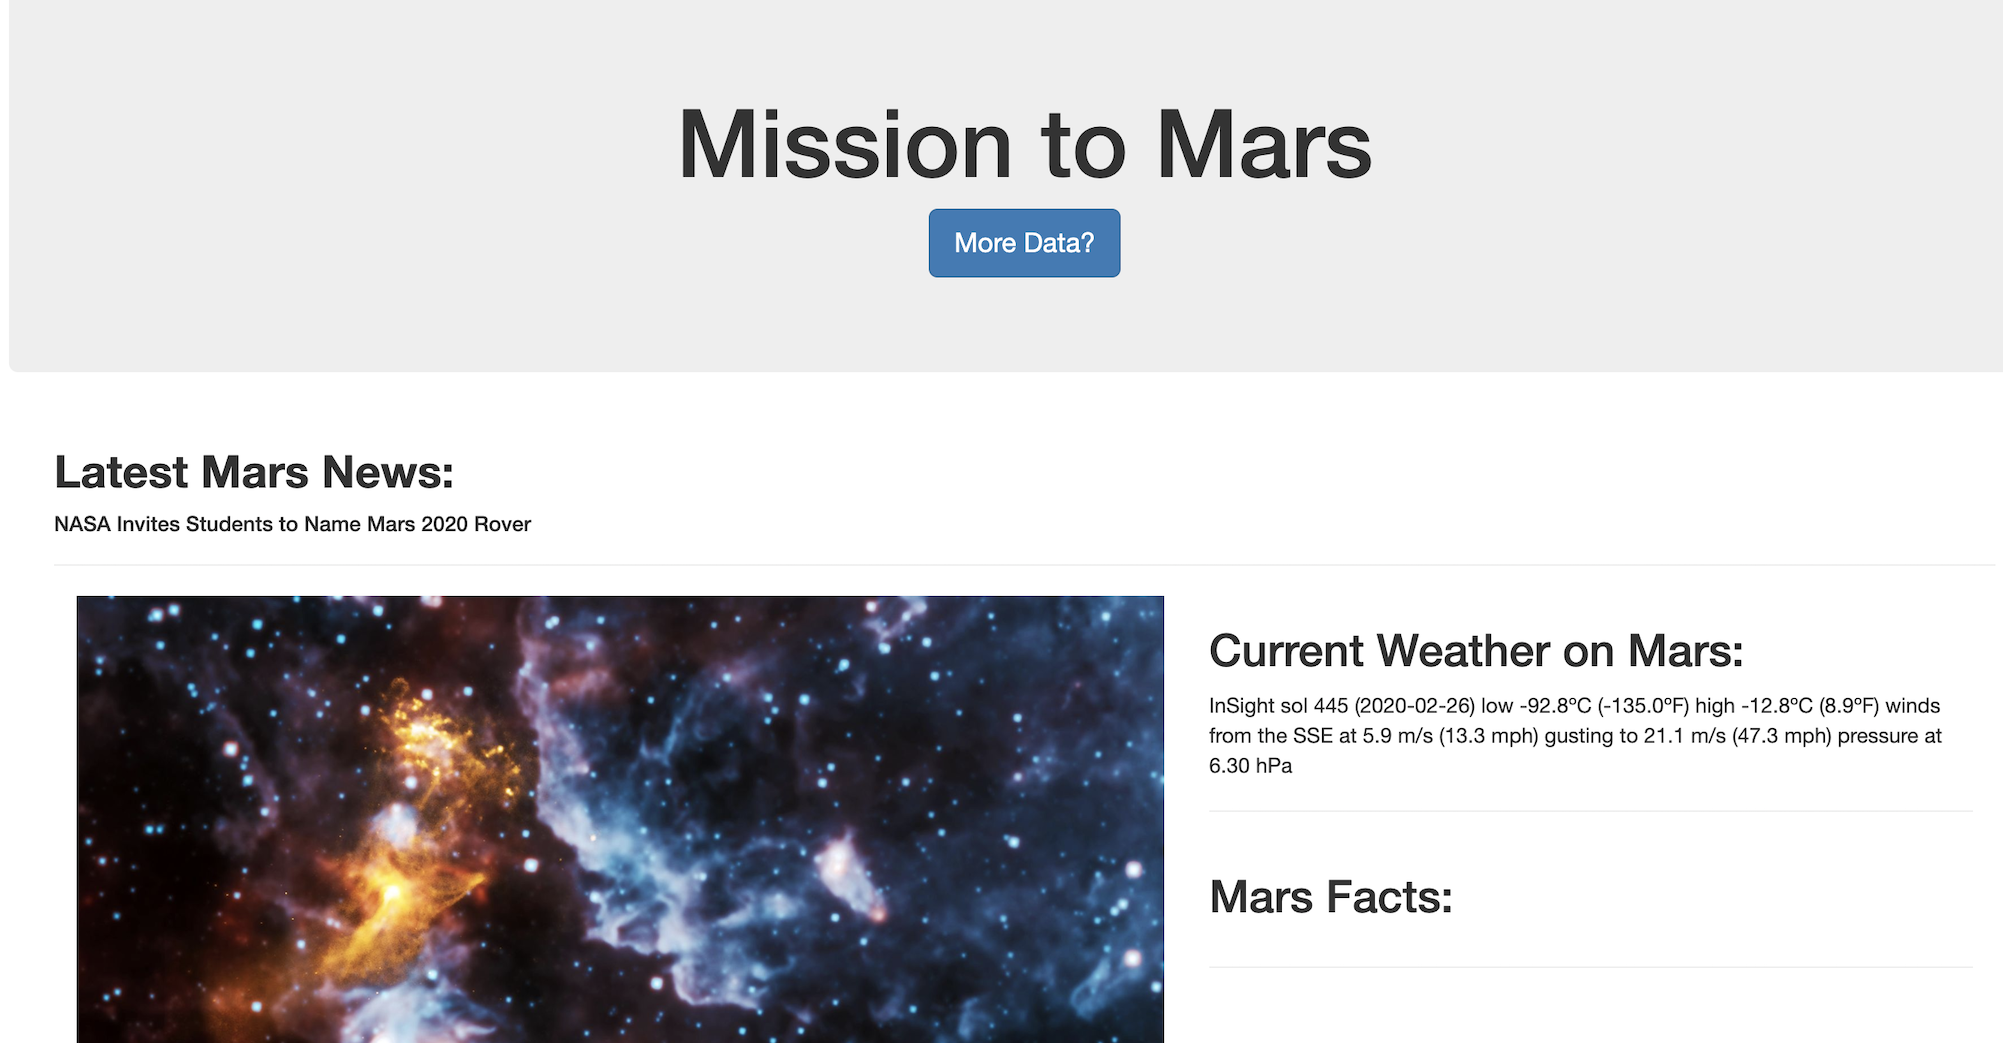 Mission to Mars
More Data?
Latest Mars News:
NASA Invites Students to Name Mars 2020 Rover
Current Weather on Mars:
InSight sol 445 (2020-02-26) low -92.8ºC (-135.0ºF) high -12.8ºC (8.9ºF) winds
from the SSE at 5.9 m/s (13.3 mph) gusting to 21.1 m/s (47.3 mph) pressure at
6.30 hPa
Mars Facts: